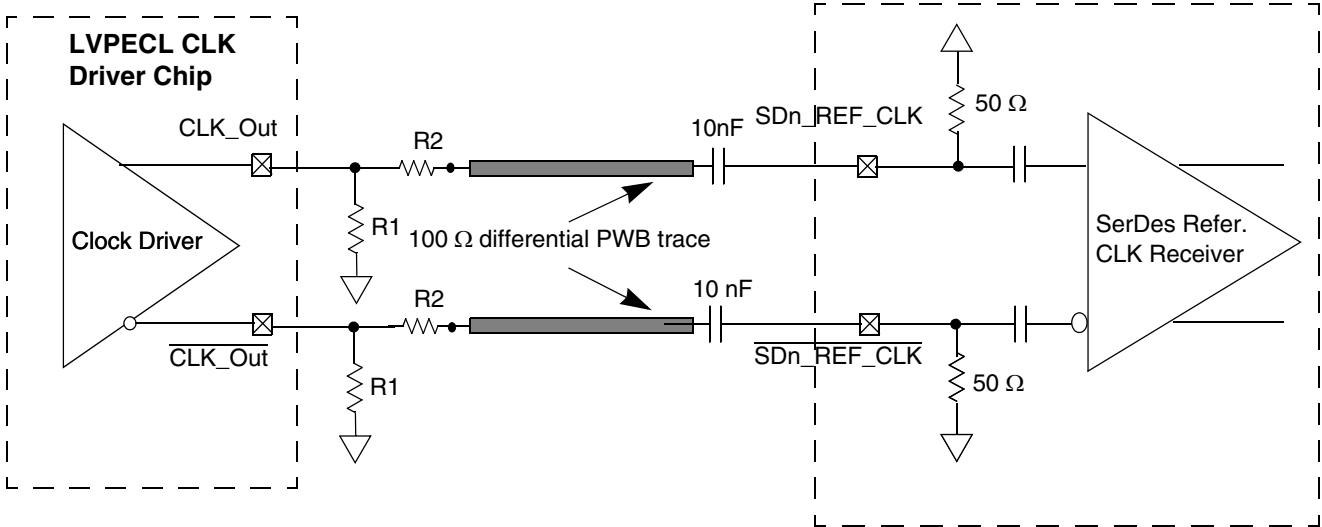 LVPECL CLK
Driver Chip
CLK_Out
R2
10nF
SDn_REF_CLK
50 Ω
Clock Driver
R1
100 Ω differential PWB trace
SerDes Refer.
CLK Receiver
R2
10 nF
CLK_Out
SDn_REF_CLK
R1
50 Ω